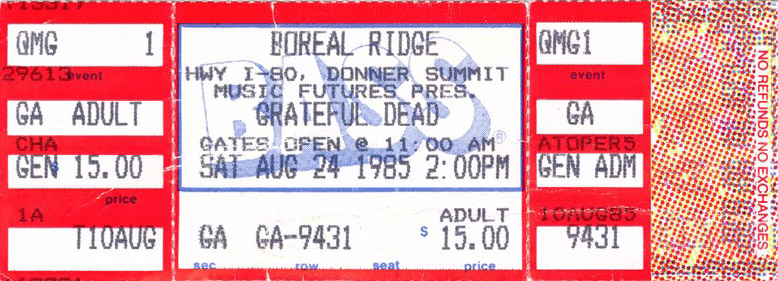 QMG 1
29613 event
GA ADULT
CHA
GEN 15.00
price
1A
T10AUG
BASS®
BOREAL RIDGE
HWY I-80, DONNER SUMMIT
MUSIC FUTURES PRES.
GRATEFUL DEAD
GATES OPEN @ 11:00 AM
SAT AUG 24 1985 2:00PM
ADULT
GA GA-9431 $ 15.00
sec row seat price
QMG1
event
GA
ATOPER5
GEN ADM
10AUG85
9431
NO REFUNDS NO EXCHANGES